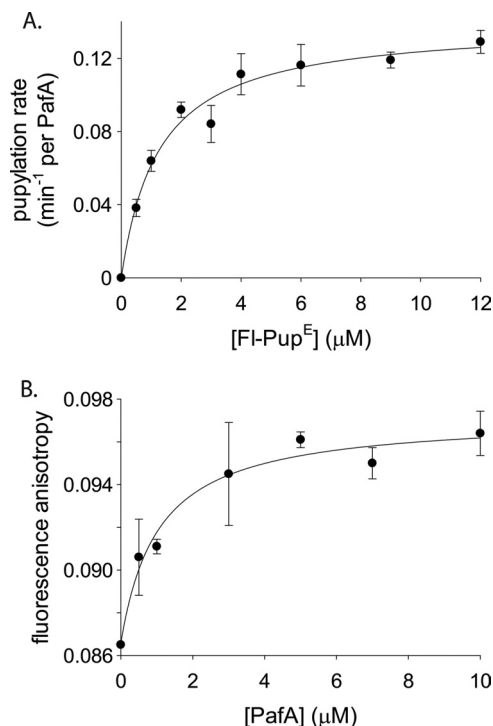 A.
pupylation rate
(min⁻¹ per PafA)
0.12
0.08
0.04
0
0 2 4 6 8 10 12
[Fl-Pupᴱ] (μM)
B.
fluorescence anisotropy
0.098
0.094
0.090
0.086
0 2 4 6 8 10
[PafA] (μM)